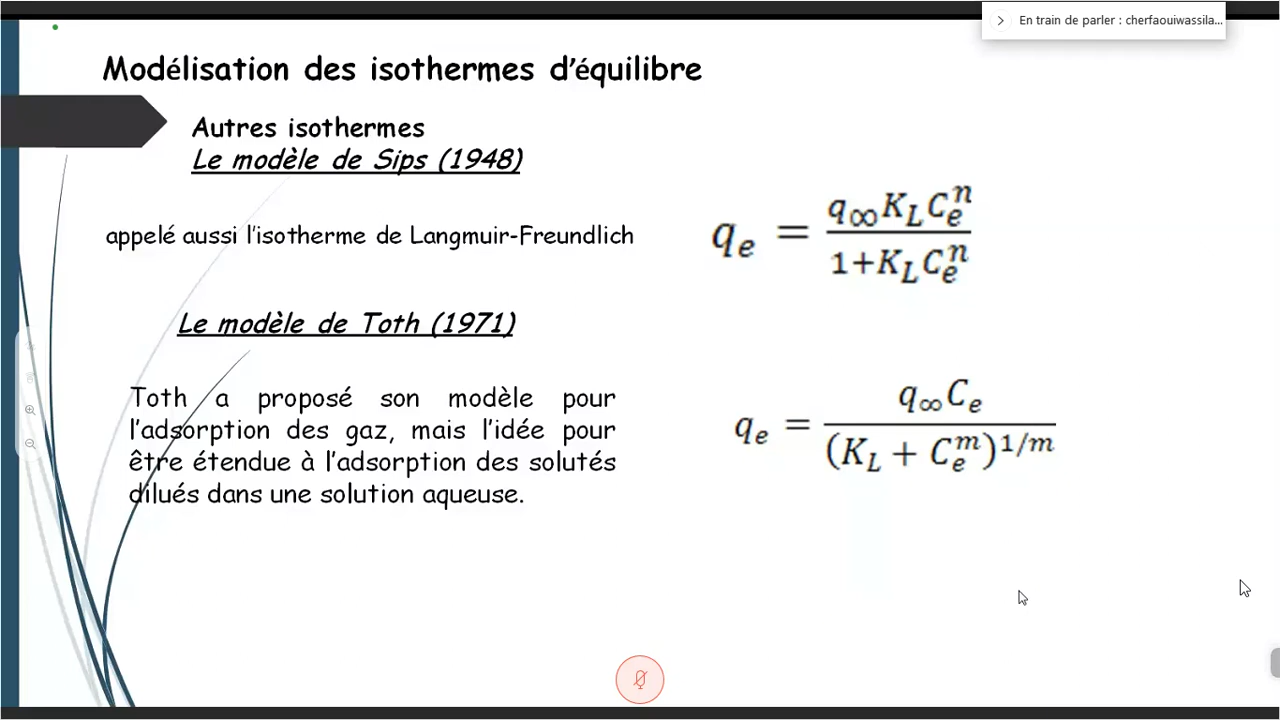 En train de parler : cherfaouiwassila...
Modélisation des isothermes d'équilibre
Autres isothermes
Le modèle de Sips (1948)
appelé aussi l'isotherme de Langmuir-Freundlich
q_e = \frac{q_∞ K_L C_e^n}{1+K_L C_e^n}
Le modèle de Toth (1971)
Toth a proposé son modèle pour
l'adsorption des gaz, mais l'idée pour
être étendue à l'adsorption des solutés
dilués dans une solution aqueuse.
q_e = \frac{q_∞ C_e}{(K_L + C_e^m)^{1/m}}